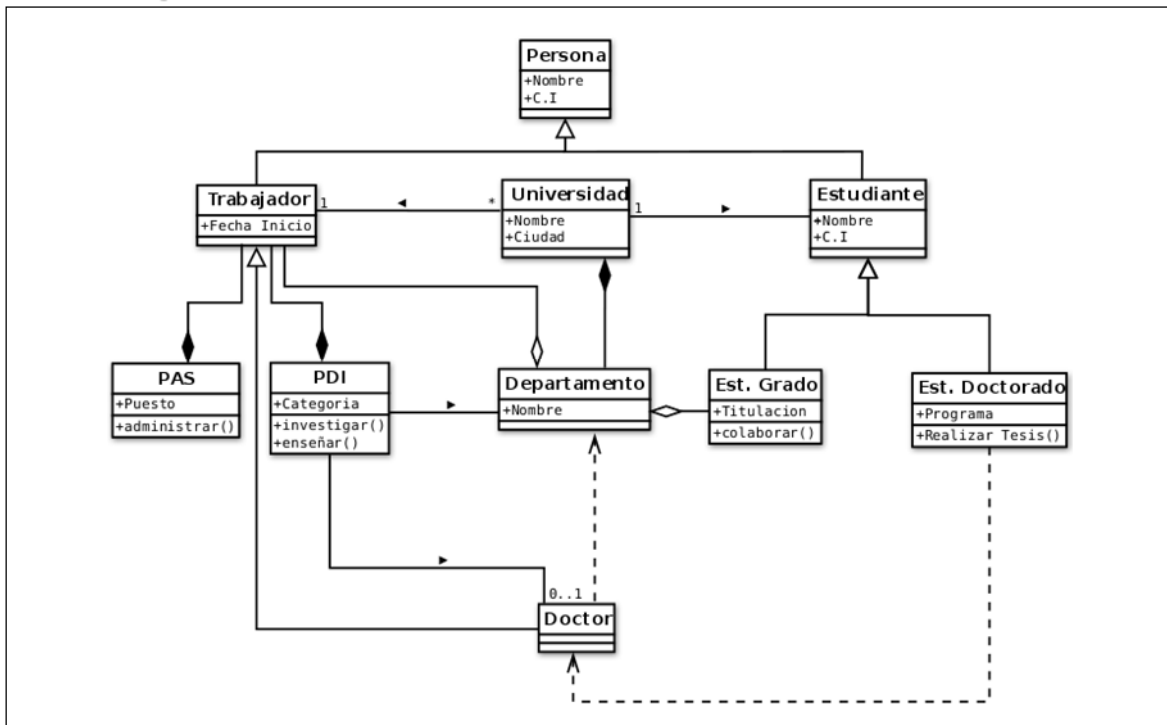 Persona
+Nombre
+C.I
Trabajador
+Fecha Inicio
1
*
Universidad
+Nombre
+Ciudad
1
Estudiante
+Nombre
+C.I
PAS
+Puesto
+administrar()
PDI
+Categoria
+investigar()
+enseñar()
Departamento
+Nombre
Est. Grado
+Titulacion
+colaborar()
Est. Doctorado
+Programa
+Realizar Tesis()
0..1
Doctor